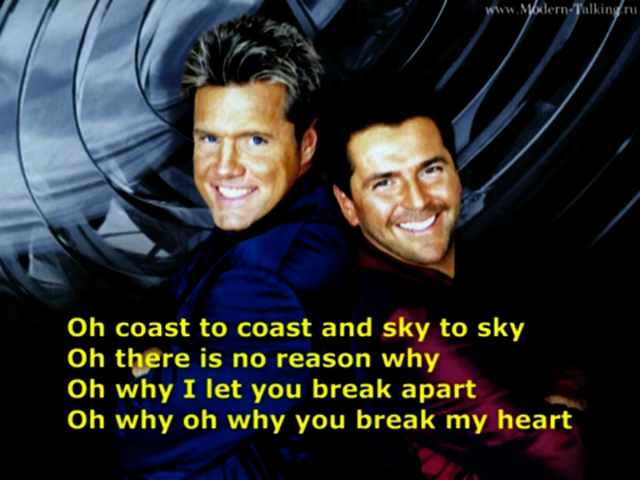 www.Modern-Talking.ru
Oh coast to coast and sky to sky
Oh there is no reason why
Oh why I let you break apart
Oh why oh why you break my heart